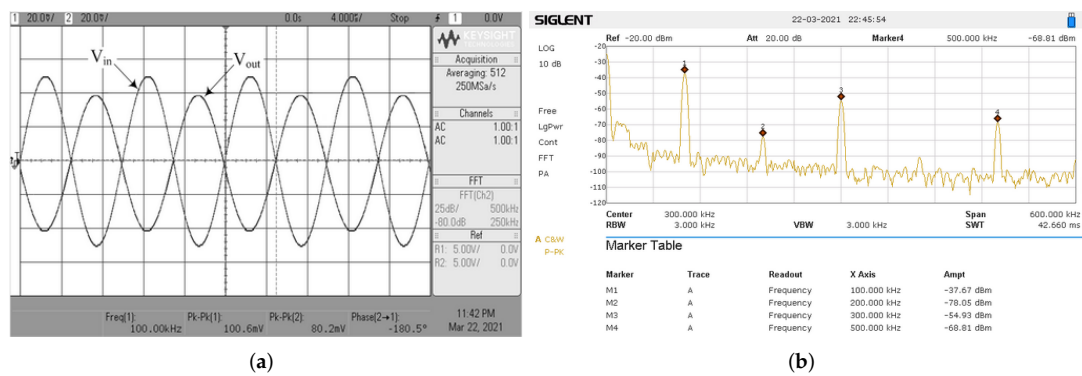 1 20.0V/ 2 20.0V/ 0.0s 4.000s/ Stop 1 0.0V
KEYSIGHT
TECHNOLOGIES
Acquisition
Averaging: 512
250MSa/s
Channels
AC 1.00:1
AC 1.00:1
FFT
FFT(Ch2)
25dB/ 500kHz
-80.0dB 250kHz
Ref
R1: 5.00V/ 0.0V
R2: 5.00V/ 0.0V
Vin
Vout
Freq(1): Pk-Pk(1): Pk-Pk(2): Phase(2→1):
100.00kHz 100.6mV 80.2mV -180.5°
11:42 PM
Mar 22, 2021
(a)
SIGLENT 22-03-2021 22:45:54
Ref -20.00 dBm Att 20.00 dB Marker4 500.000 kHz -68.81 dBm
LOG
10 dB
Free
LgPwr
Cont
FFT
PA
-20
-30
-40
-50
-60
-70
-80
-90
-100
-110
-120
1
2
3
4
Center 300.000 kHz Span 600.000 kHz
RBW 3.000 kHz VBW 3.000 kHz SWT 42.660 ms
A C&W
P-PK
Marker Table
Marker Trace Readout X Axis Ampt
M1 A Frequency 100.000 kHz -37.67 dBm
M2 A Frequency 200.000 kHz -78.05 dBm
M3 A Frequency 300.000 kHz -54.93 dBm
M4 A Frequency 500.000 kHz -68.81 dBm
(b)